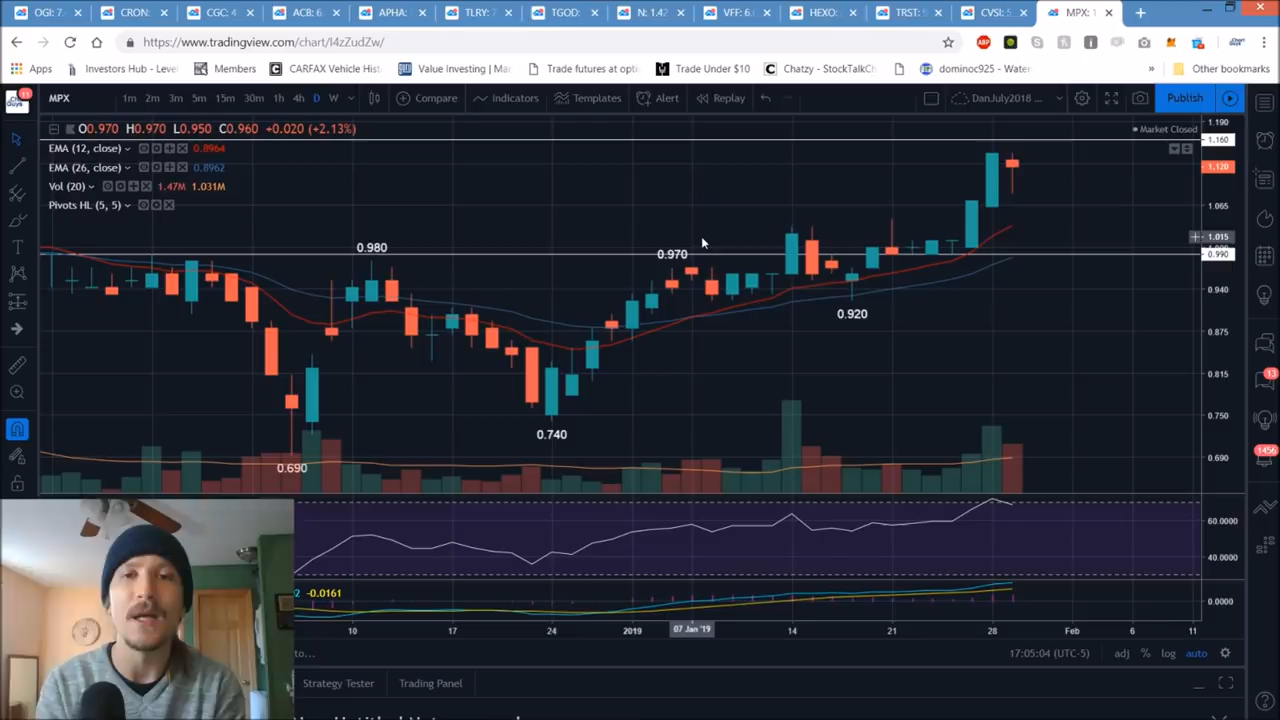 OGI: 7.
CRON:
CGC: 4
ACB: 6.
APHA:
TLRY: 7
TGOD:
N: 1.42
VFF: 6.
HEXO:
TRST: 5
CVSI: 5.
MPX: 1
https://www.tradingview.com/chart/l4zZudZw/
ABP
Apps
Investors Hub - Level
Members
CARFAX Vehicle Hist
Value Investing | Ma
Trade futures at opti
Trade Under $10
Chatzy - StockTalkCh
dominoc925 - Water
»
Other bookmarks
11
MPX
1m 2m 3m 5m 15m 30m 1h 4h D W
Compare
Indicators
Templates
Alert
Replay
DanJuly2018 ...
Publish
O0.970 H0.970 L0.950 C0.960 +0.020 (+2.13%)
Market Closed
EMA (12, close) 0.8964
EMA (26, close) 0.8962
Vol (20) 1.47M 1.031M
Pivots HL (5, 5)
0.980
0.970
0.920
0.740
0.690
1.190
1.160
1.120
1.065
1.015
0.990
0.940
0.875
0.815
0.750
0.690
60.0000
40.0000
0.0000
13
1456
-0.0161
10 17 24 2019 07 Jan '19 14 21 28 Feb 6 11
17:05:04 (UTC-5)
adj % log auto
Strategy Tester
Trading Panel